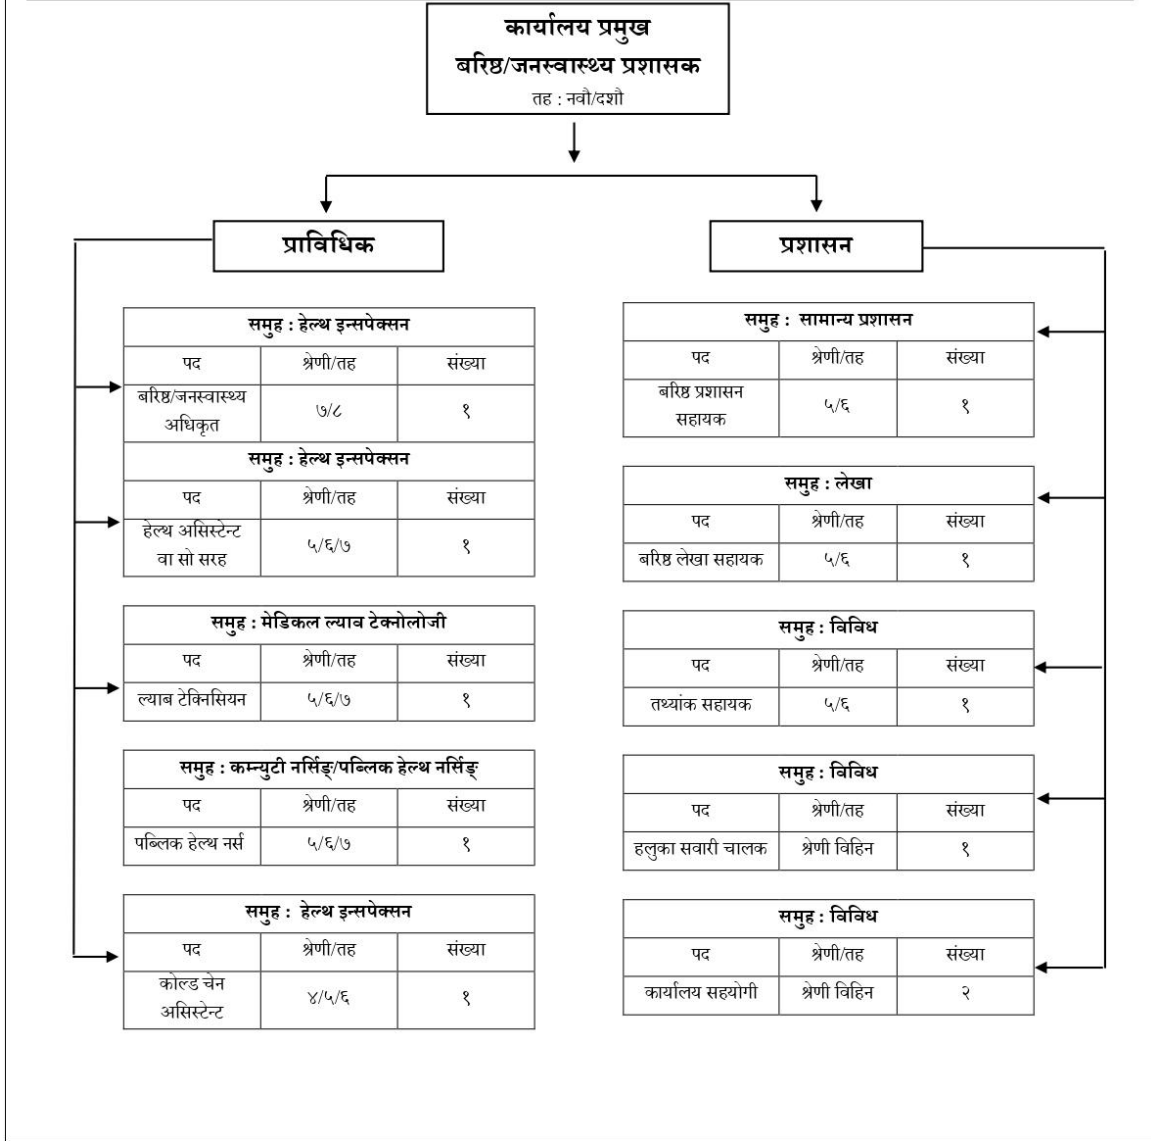 कार्यालय प्रमुख
बरिष्ठ/जनस्वास्थ्य प्रशासक
तह : नवौ/दशौ
प्राविधिक
समुह : हेल्थ इन्सपेक्सन
पद श्रेणी/तह संख्या
बरिष्ठ/जनस्वास्थ्य
अधिकृत ७/८ १
समुह : हेल्थ इन्सपेक्सन
पद श्रेणी/तह संख्या
हेल्थ असिस्टेन्ट
वा सो सरह ५/६/७ १
समुह : मेडिकल ल्याव टेक्नोलोजी
पद श्रेणी/तह संख्या
ल्याब टेक्निसियन ५/६/७ १
समुह : कम्न्युटी नर्सिङ्/पब्लिक हेल्थ नर्सिङ्
पद श्रेणी/तह संख्या
पब्लिक हेल्थ नर्स ५/६/७ १
समुह : हेल्थ इन्सपेक्सन
पद श्रेणी/तह संख्या
कोल्ड चेन
असिस्टेन्ट ४/५/६ १
प्रशासन
समुह : सामान्य प्रशासन
पद श्रेणी/तह संख्या
बरिष्ठ प्रशासन
सहायक ५/६ १
समुह : लेखा
पद श्रेणी/तह संख्या
बरिष्ठ लेखा सहायक ५/६ १
समुह : विविध
पद श्रेणी/तह संख्या
तथ्यांक सहायक ५/६ १
समुह : विविध
पद श्रेणी/तह संख्या
हलुका सवारी चालक श्रेणी विहिन १
समुह : विविध
पद श्रेणी/तह संख्या
कार्यालय सहयोगी श्रेणी विहिन २